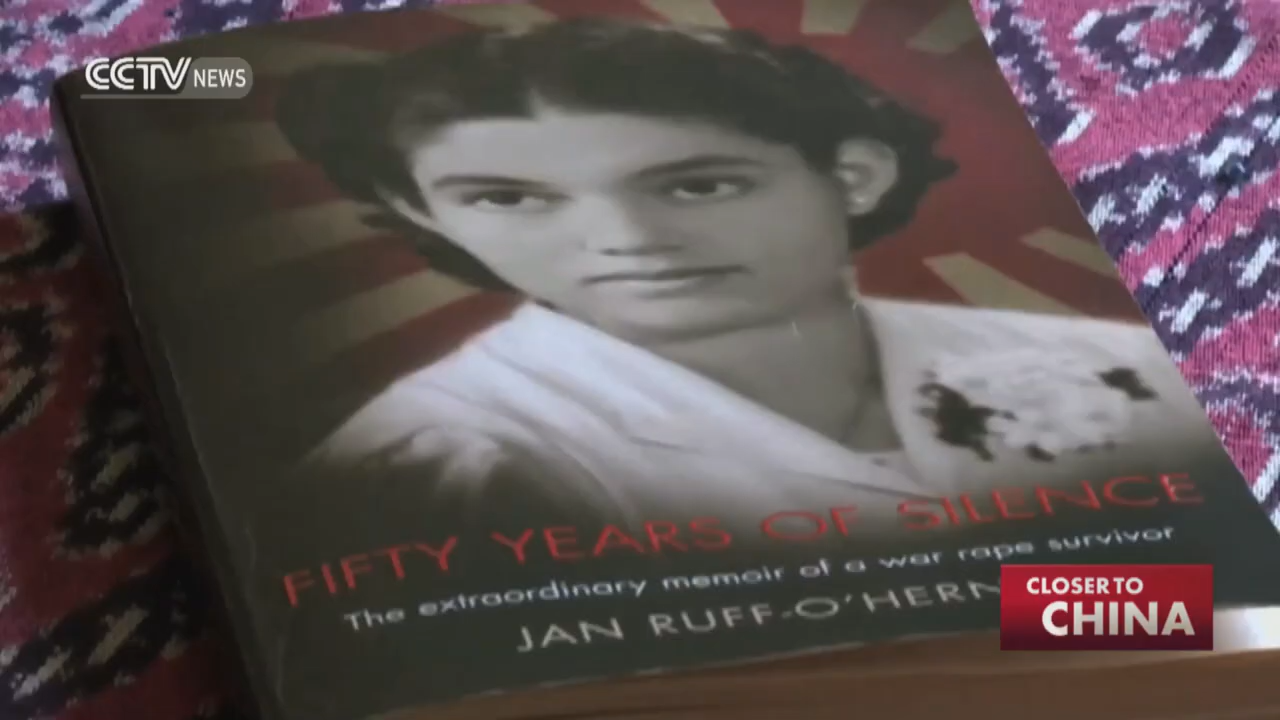 CCTV NEWS
FIFTY YEARS OF SILENCE
The extraordinary memoir of a war rape survivor
JAN RUFF-O'HERN
CLOSER TO
CHINA